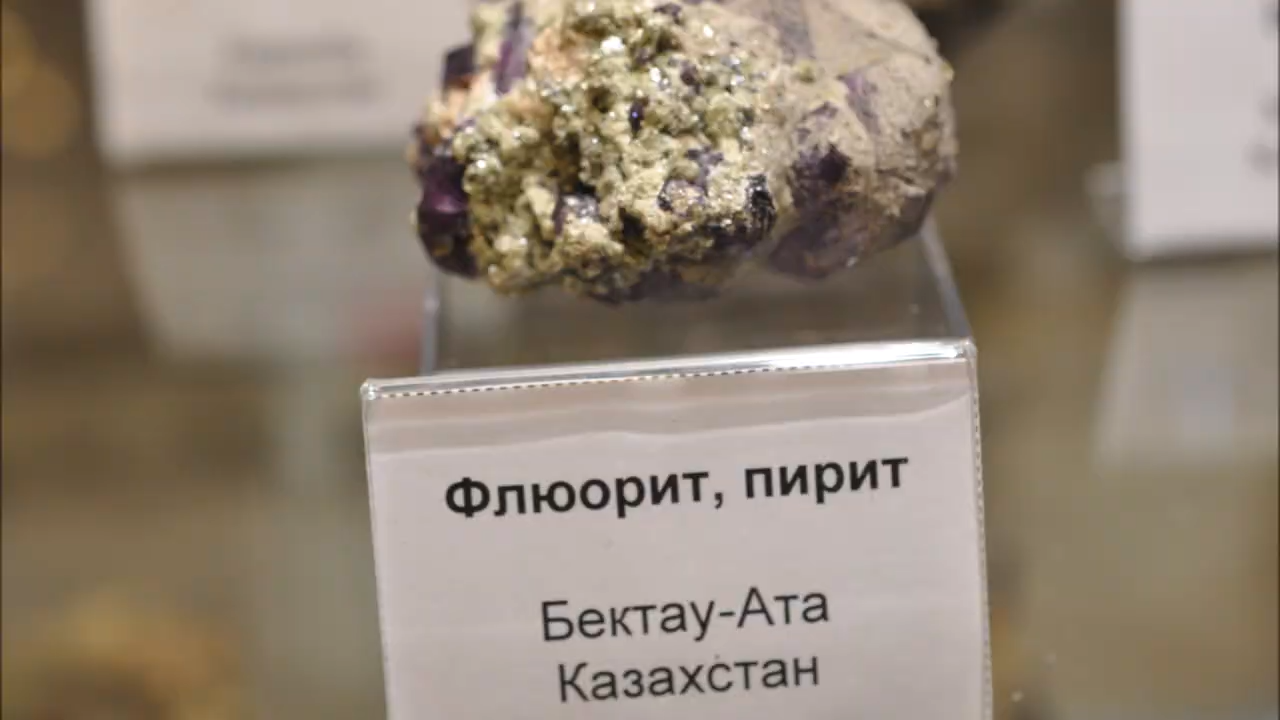 Флюорит, пирит
Бектау-Ата
Казахстан